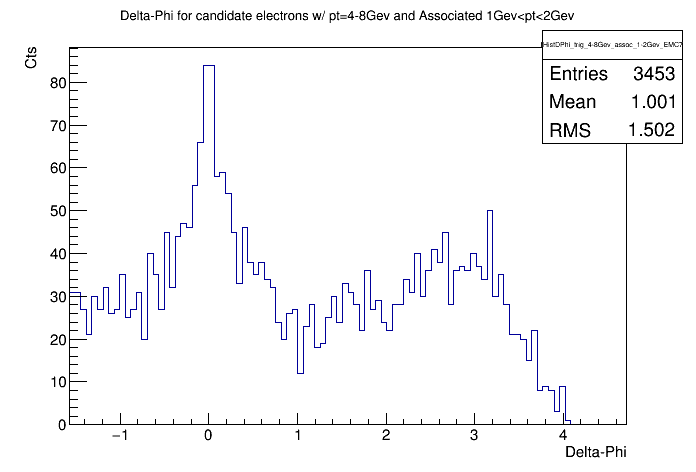 Delta-Phi for candidate electrons w/ pt=4-8Gev and Associated 1Gev<pt<2Gev
HistDPhi_trig_4-8Gev_assoc_1-2Gev_EMC7
Entries 3453
Mean 1.001
RMS 1.502
Cts
80
70
60
50
40
30
20
10
0
−1 0 1 2 3 4
Delta-Phi